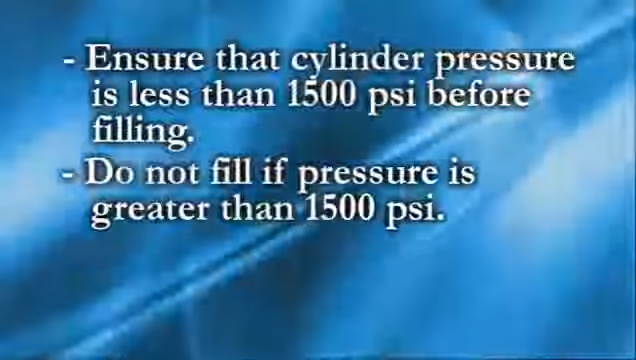 - Ensure that cylinder pressure
is less than 1500 psi before
filling.
- Do not fill if pressure is
greater than 1500 psi.